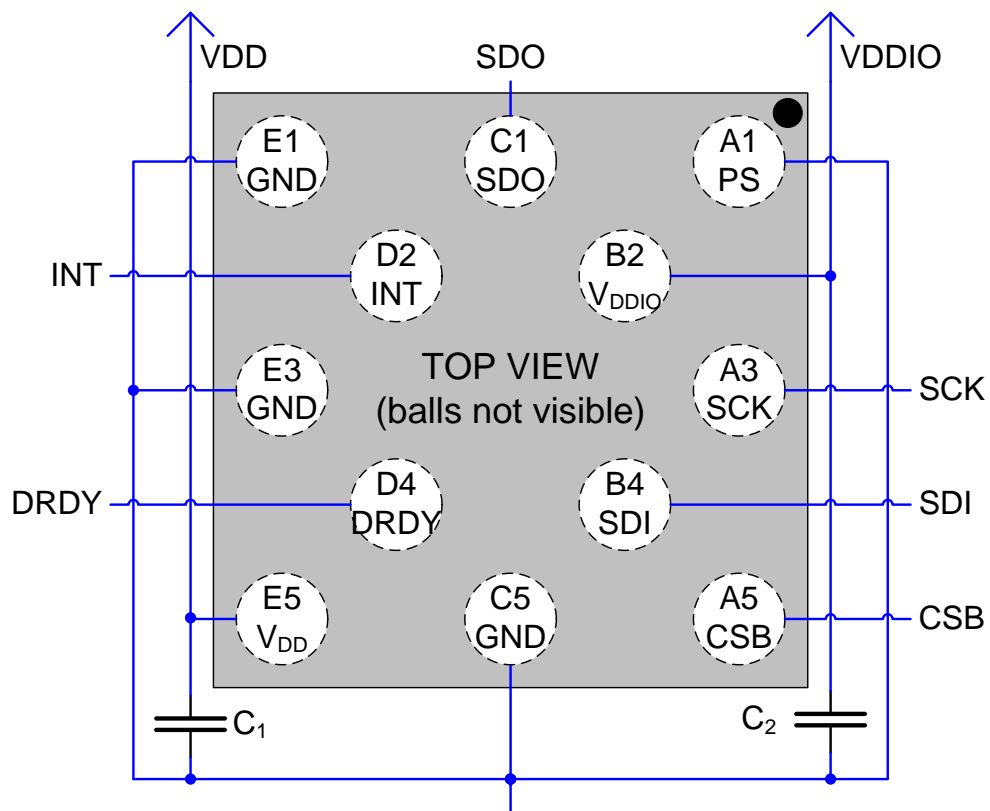 VDD
SDO
VDDIO
E1
GND
C1
SDO
A1
PS
INT
D2
INT
B2
VDDIO
TOP VIEW
(balls not visible)
E3
GND
A3
SCK
SCK
DRDY
D4
DRDY
B4
SDI
SDI
E5
VDD
C5
GND
A5
CSB
CSB
C1
C2